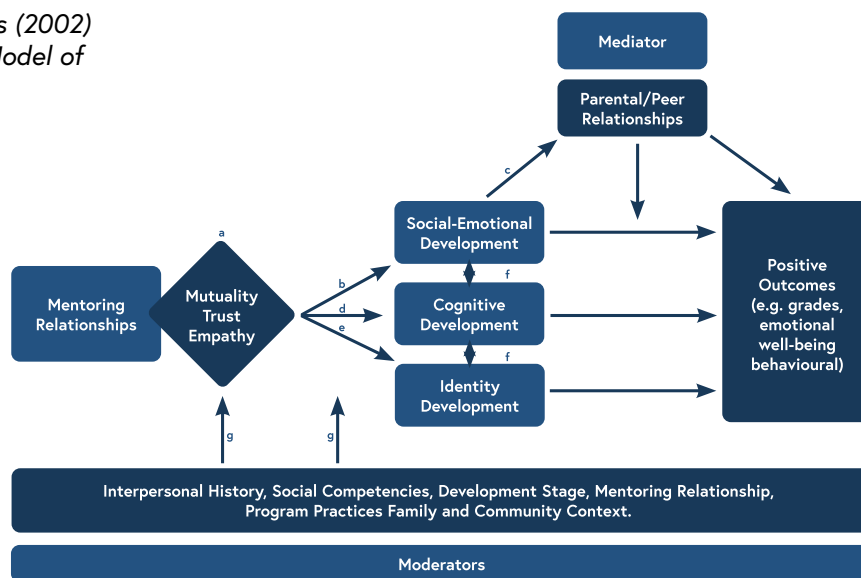 s (2002)
Model of
Mediator
Parental/Peer
Relationships
c
a
Social-Emotional
Development
b
f
Mentoring
Relationships
Mutuality
Trust
Empathy
d
Cognitive
Development
e
f
Identity
Development
Positive
Outcomes
(e.g. grades,
emotional
well-being
behavioural)
g
g
Interpersonal History, Social Competencies, Development Stage, Mentoring Relationship,
Program Practices Family and Community Context.
Moderators